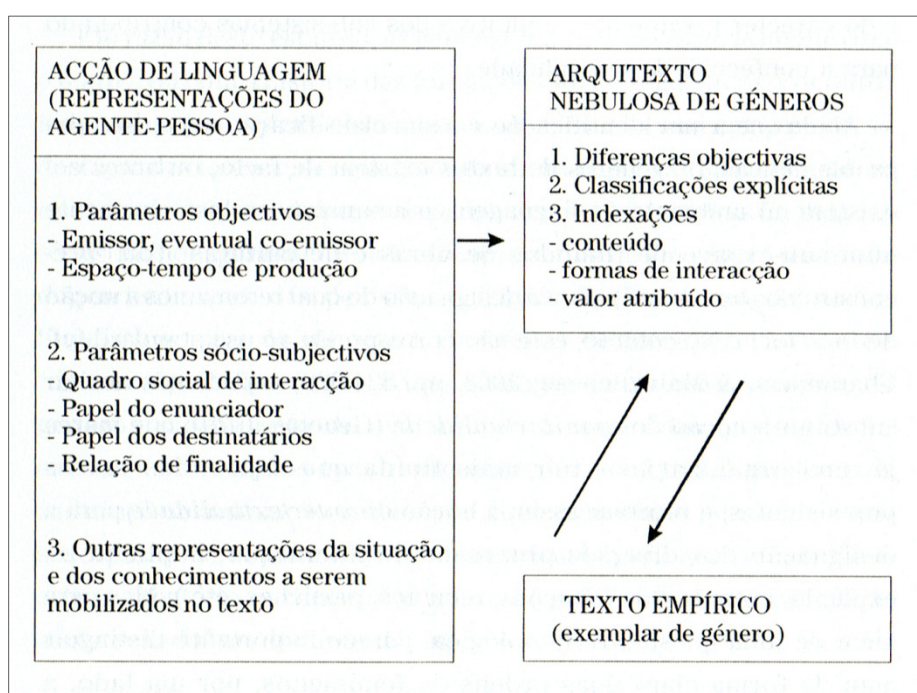 ACÇÃO DE LINGUAGEM
(REPRESENTAÇÕES DO
AGENTE-PESSOA)
1. Parâmetros objectivos
- Emissor, eventual co-emissor
- Espaço-tempo de produção
2. Parâmetros sócio-subjectivos
- Quadro social de interacção
- Papel do enunciador
- Papel dos destinatários
- Relação de finalidade
3. Outras representações da situação
e dos conhecimentos a serem
mobilizados no texto
ARQUITEXTO
NEBULOSA DE GÉNEROS
1. Diferenças objectivas
2. Classificações explícitas
3. Indexações
- conteúdo
- formas de interacção
- valor atribuído
TEXTO EMPÍRICO
(exemplar de género)